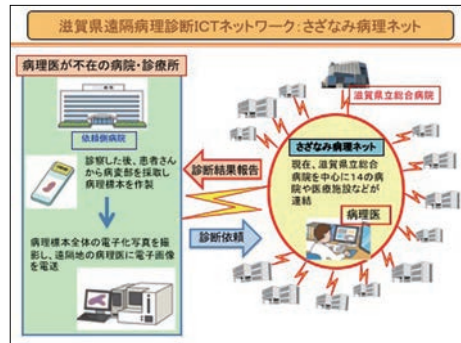 滋賀県遠隔病理診断ICTネットワーク：さざなみ病理ネット
病理医が不在の病院・診療所
依頼側病院
診察した後、患者さん
から病変部を採取し
病理標本を作製
病理標本全体の電子化写真を撮
影し、遠隔地の病理医に電子画像
を電送
診断結果報告
診断依頼
滋賀県立総合病院
さざなみ病理ネット
現在、滋賀県立総合
病院を中心に14の病
院や医療施設などが
連結
病理医